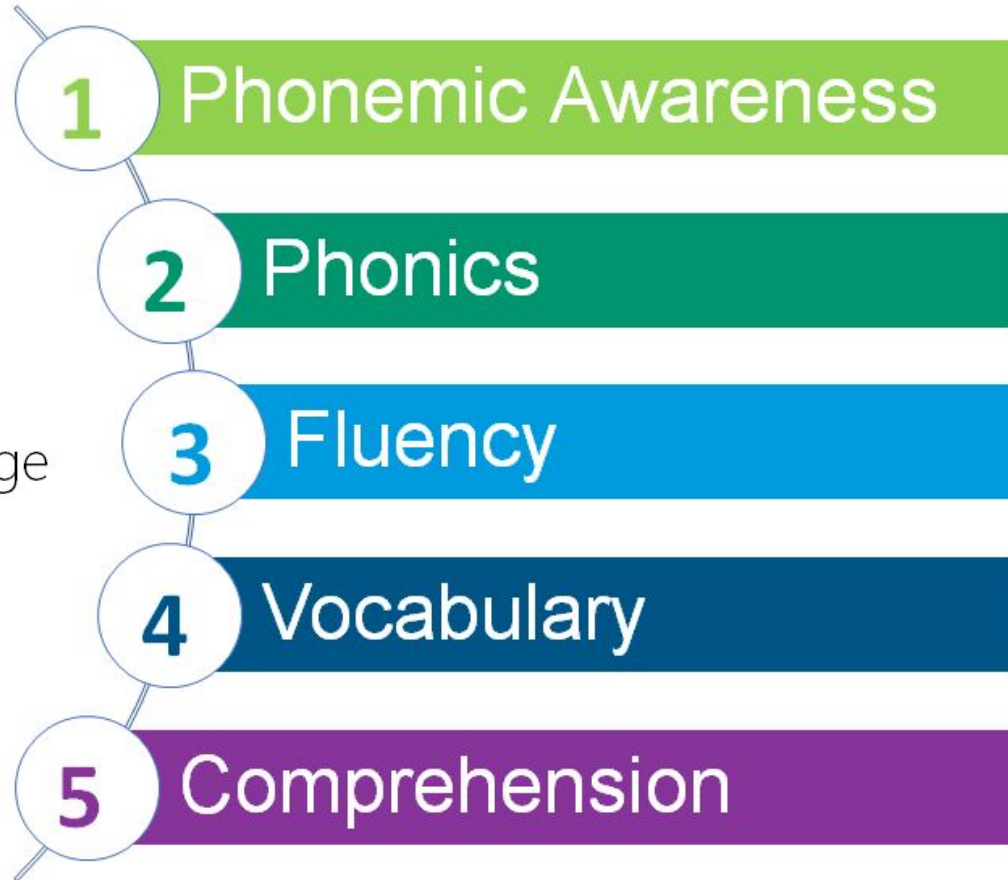 1 Phonemic Awareness
2 Phonics
3 Fluency
ge
4 Vocabulary
5 Comprehension